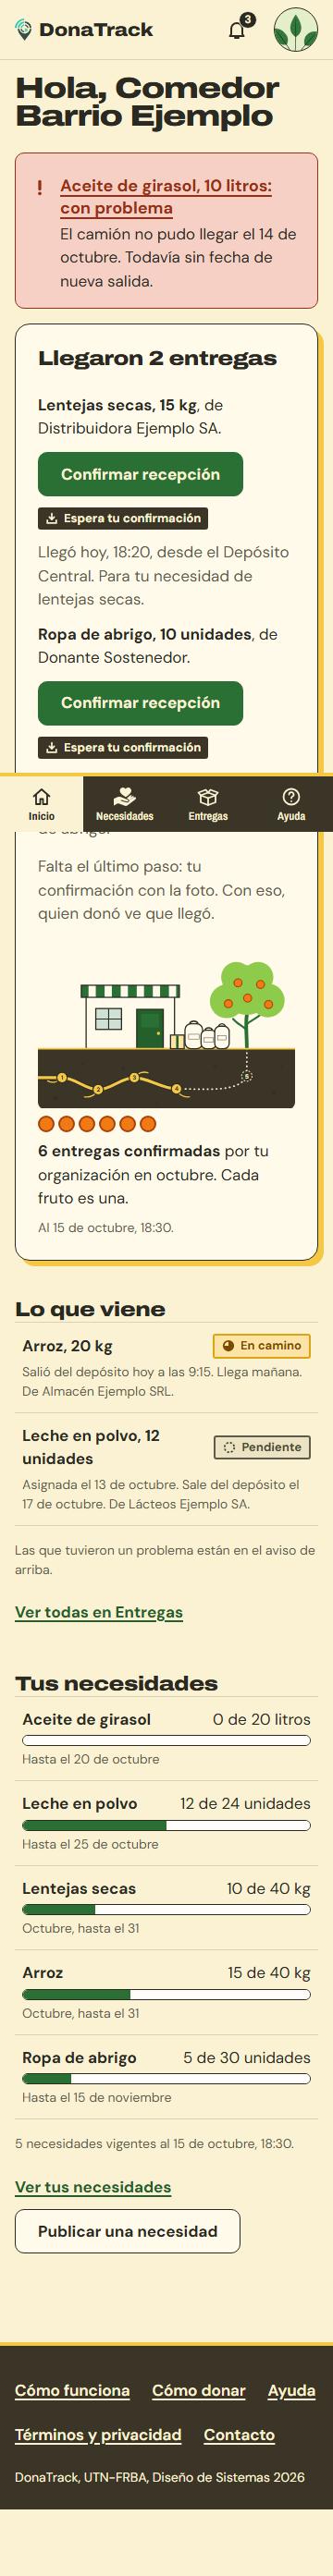 DonaTrack
3
Hola, Comedor
Barrio Ejemplo
! Aceite de girasol, 10 litros:
con problema
El camión no pudo llegar el 14 de
octubre. Todavía sin fecha de
nueva salida.
Llegaron 2 entregas
Lentejas secas, 15 kg, de
Distribuidora Ejemplo SA.
Confirmar recepción
Espera tu confirmación
Llegó hoy, 18:20, desde el Depósito
Central. Para tu necesidad de
lentejas secas.
Ropa de abrigo, 10 unidades, de
Donante Sostenedor.
Confirmar recepción
Espera tu confirmación
Inicio
Necesidades
Entregas
Ayuda
de abrigo.
Falta el último paso: tu
confirmación con la foto. Con eso,
quien donó ve que llegó.
1
2
3
4
5
6 entregas confirmadas por tu
organización en octubre. Cada
fruto es una.
Al 15 de octubre, 18:30.
Lo que viene
Arroz, 20 kg
En camino
Salió del depósito hoy a las 9:15. Llega mañana.
De Almacén Ejemplo SRL.
Leche en polvo, 12
unidades
Pendiente
Asignada el 13 de octubre. Sale del depósito el
17 de octubre. De Lácteos Ejemplo SA.
Las que tuvieron un problema están en el aviso de
arriba.
Ver todas en Entregas
Tus necesidades
Aceite de girasol 0 de 20 litros
Hasta el 20 de octubre
Leche en polvo 12 de 24 unidades
Hasta el 25 de octubre
Lentejas secas 10 de 40 kg
Octubre, hasta el 31
Arroz 15 de 40 kg
Octubre, hasta el 31
Ropa de abrigo 5 de 30 unidades
Hasta el 15 de noviembre
5 necesidades vigentes al 15 de octubre, 18:30.
Ver tus necesidades
Publicar una necesidad
Cómo funciona Cómo donar Ayuda
Términos y privacidad Contacto
DonaTrack, UTN-FRBA, Diseño de Sistemas 2026